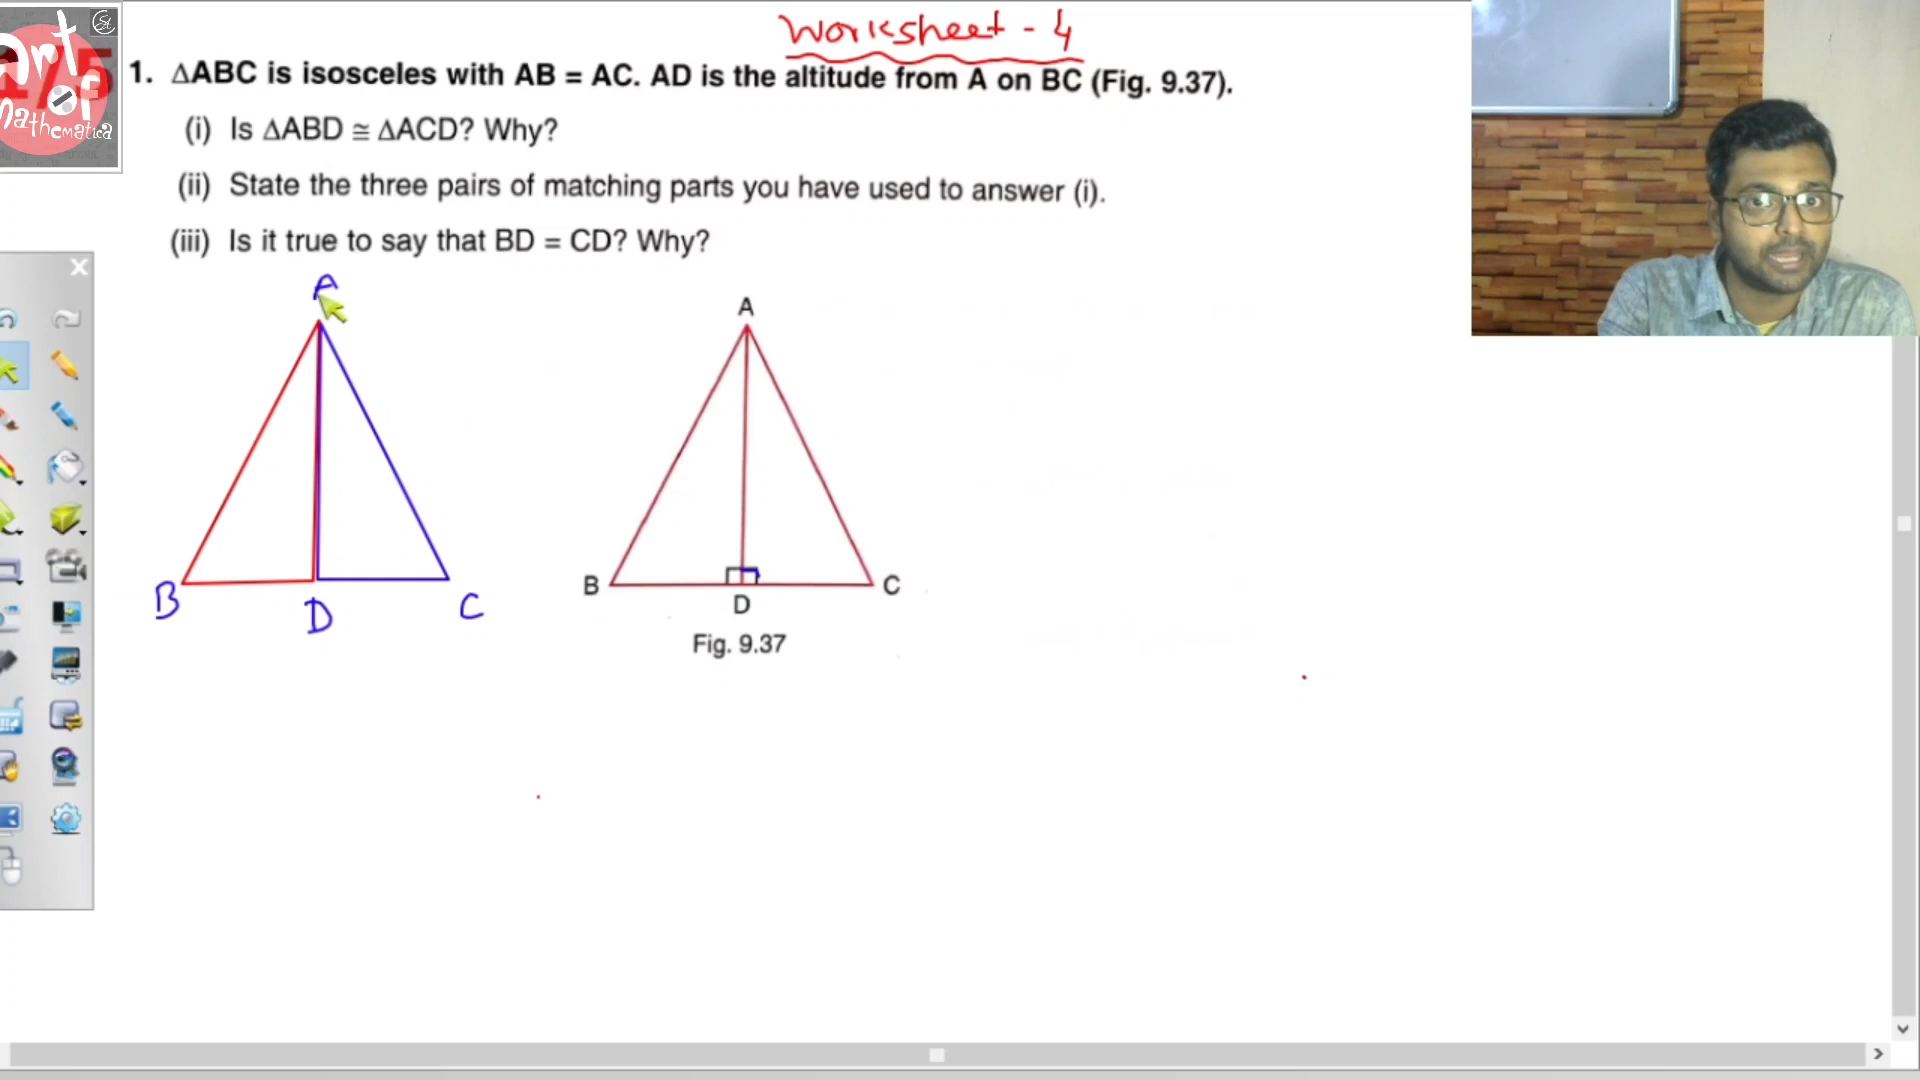 Worksheet - 4
Art
Of
mathematica
1. ΔABC is isosceles with AB = AC. AD is the altitude from A on BC (Fig. 9.37).
(i) Is ΔABD ≅ ΔACD? Why?
(ii) State the three pairs of matching parts you have used to answer (i).
(iii) Is it true to say that BD = CD? Why?
A
B
D
C
A
B
D
C
Fig. 9.37